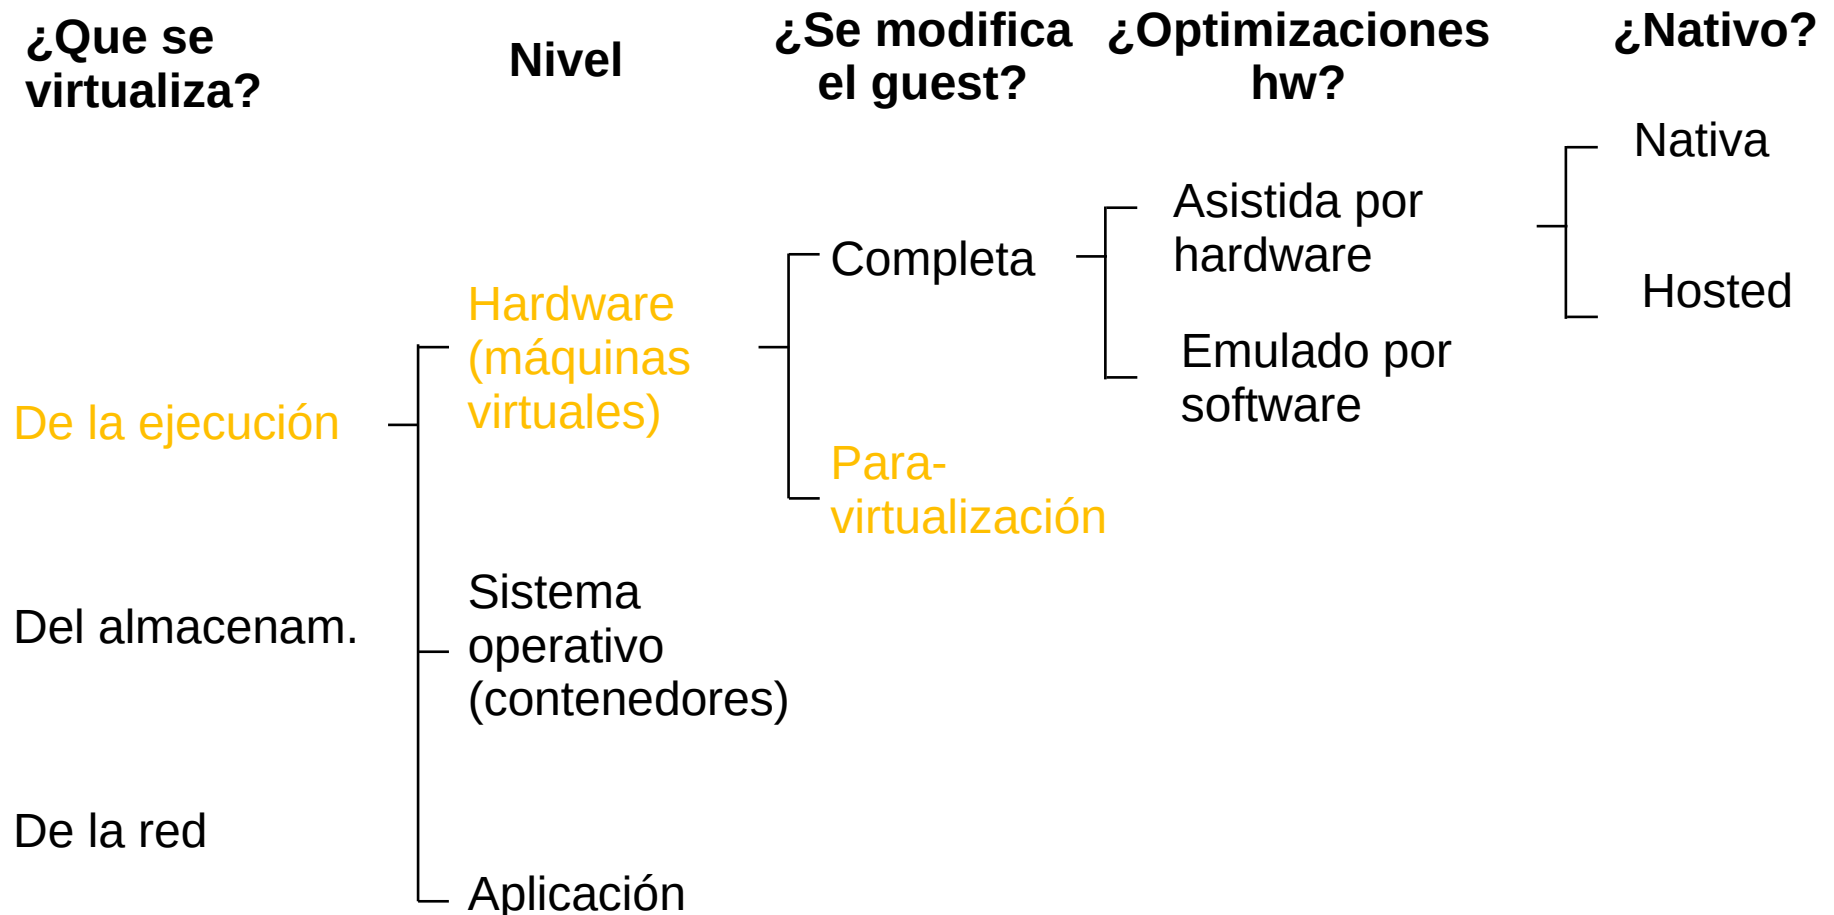 ¿Que se
virtualiza?
Nivel
¿Se modifica
el guest?
¿Optimizaciones
hw?
¿Nativo?
De la ejecución
Del almacenam.
De la red
Hardware
(máquinas
virtuales)
Sistema
operativo
(contenedores)
Aplicación
Completa
Para-
virtualización
Asistida por
hardware
Emulado por
software
Nativa
Hosted